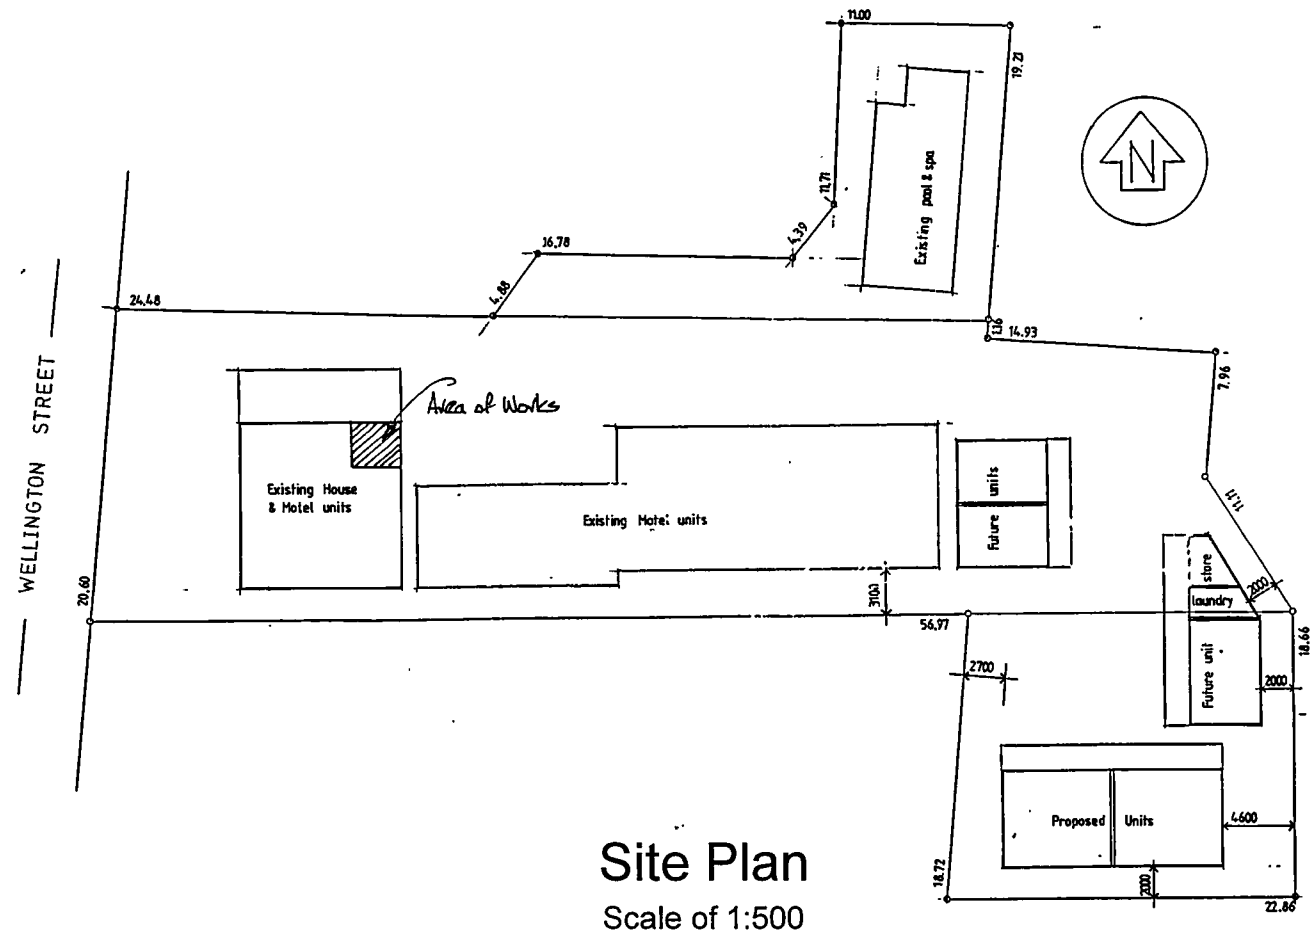 11.00
19.21
N
Existing pool & spa
11.71
4.39
16.78
4.88
24.48
1.16
14.93
7.96
WELLINGTON STREET
Area of Works
Existing House
& Motel units
Existing Motel units
Future units
11.11
store
2000
laundry
20.60
3100
56.97
18.66
2700
Future unit
2000
Proposed Units
4600
18.72
2000
22.86
Site Plan
Scale of 1:500